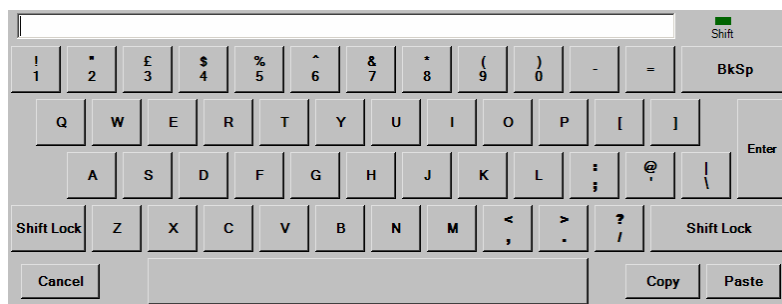 Shift
! " £ $ % ^ & * ( )
1 2 3 4 5 6 7 8 9 0 - = BkSp
Q W E R T Y U I O P [ ]
Enter
A S D F G H J K L : ; @ ' | \
Shift Lock Z X C V B N M < , > . ? / Shift Lock
Cancel Copy Paste